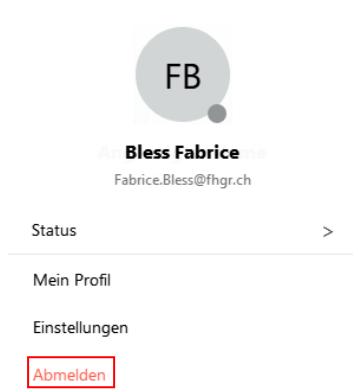 FB
Bless Fabrice
Fabrice.Bless@fhgr.ch
Status >
Mein Profil
Einstellungen
Abmelden